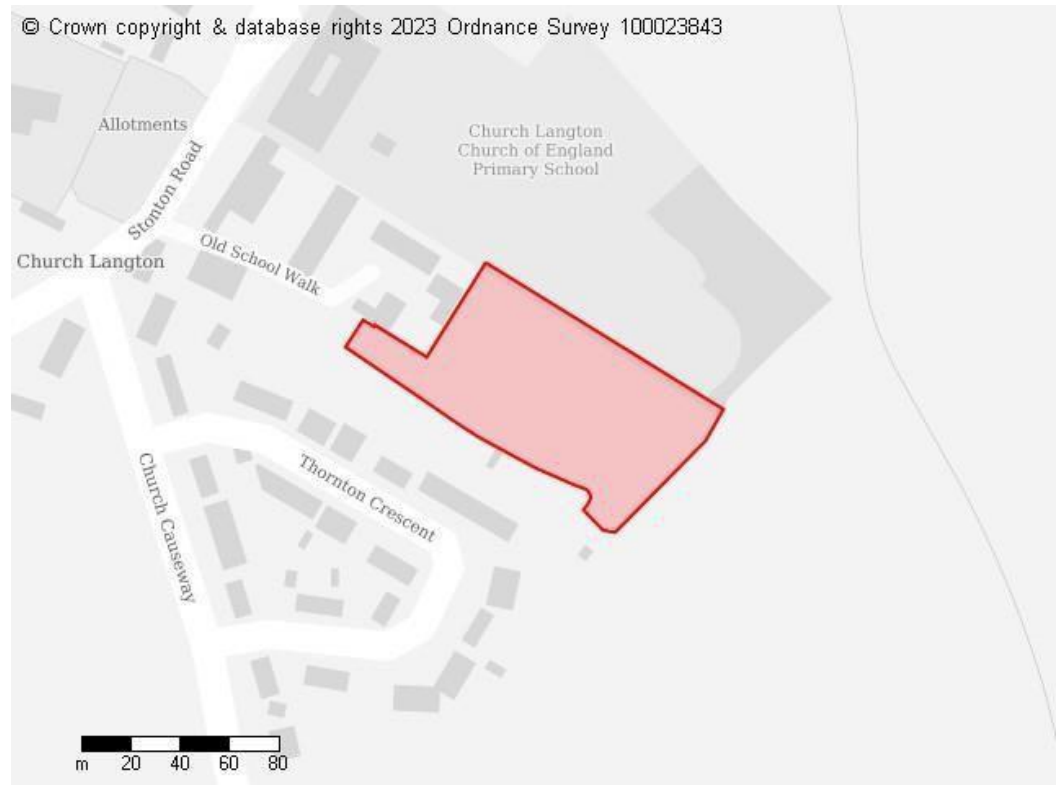 © Crown copyright & database rights 2023 Ordnance Survey 100023843
Allotments
Church Langton
Church of England
Primary School
Stonton Road
Old School Walk
Church Langton
Thornton Crescent
Church Causeway
m 20 40 60 80